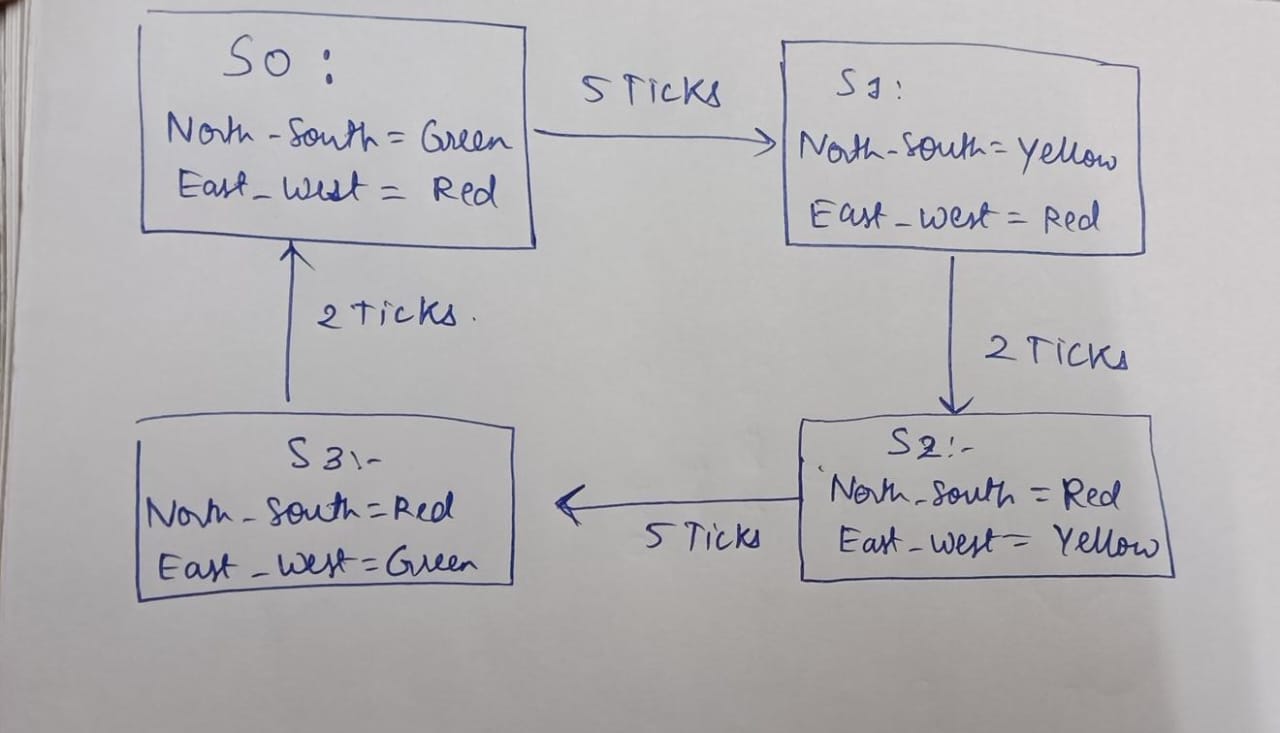 S0 :
North-South = Green
East-west = Red
5 Ticks
S1 :
North-South = Yellow
East-west = Red
2 Ticks
2 Ticks.
S3 :-
North-South = Red
East-west = Green
5 Ticks
S2 :-
North-South = Red
East-west = Yellow